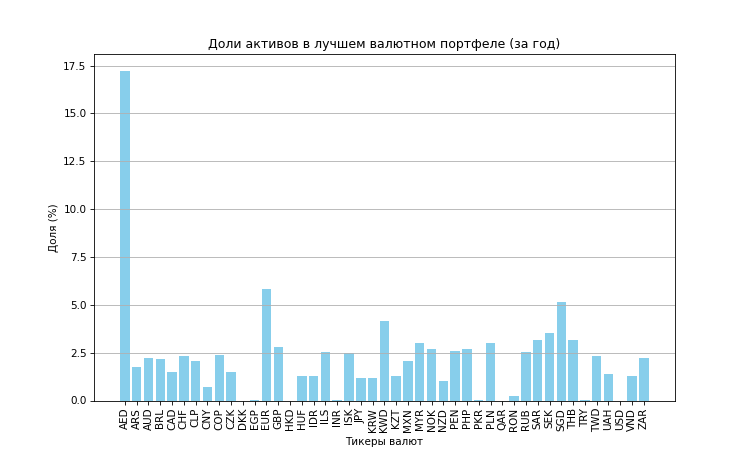 Доли активов в лучшем валютном портфеле (за год)
Доля (%)
17.5
15.0
12.5
10.0
7.5
5.0
2.5
0.0
AED ARS AUD BRL CAD CHF CLP CNY COP CZK DKK EGP EUR GBP HKD HUF IDR ILS INR ISK JPY KRW KWD KZT MXN MYR NOK NZD PEN PHP PKR PLN QAR RON RUB SAR SEK SGD THB TRY TWD UAH USD VND ZAR
Тикеры валют